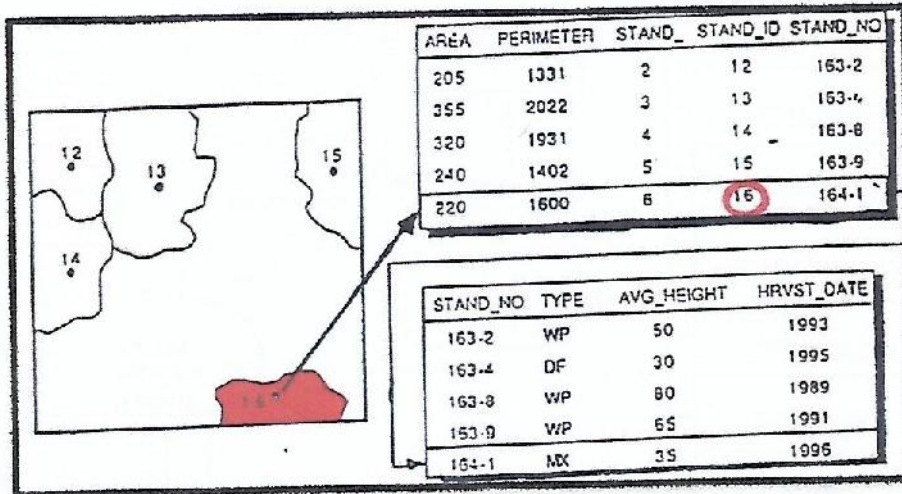 AREA PERIMETER STAND_ STAND_ID STAND_NO
205 1331 2 12 163-2
355 2022 3 13 163-4
320 1931 4 14 163-8
240 1402 5 15 163-9
220 1600 6 16 164-1
12
13
15
14
STAND_NO TYPE AVG_HEIGHT HRVST_DATE
163-2 WP 50 1993
163-4 DF 30 1995
163-8 WP 80 1989
163-9 WP 65 1991
164-1 MX 35 1996